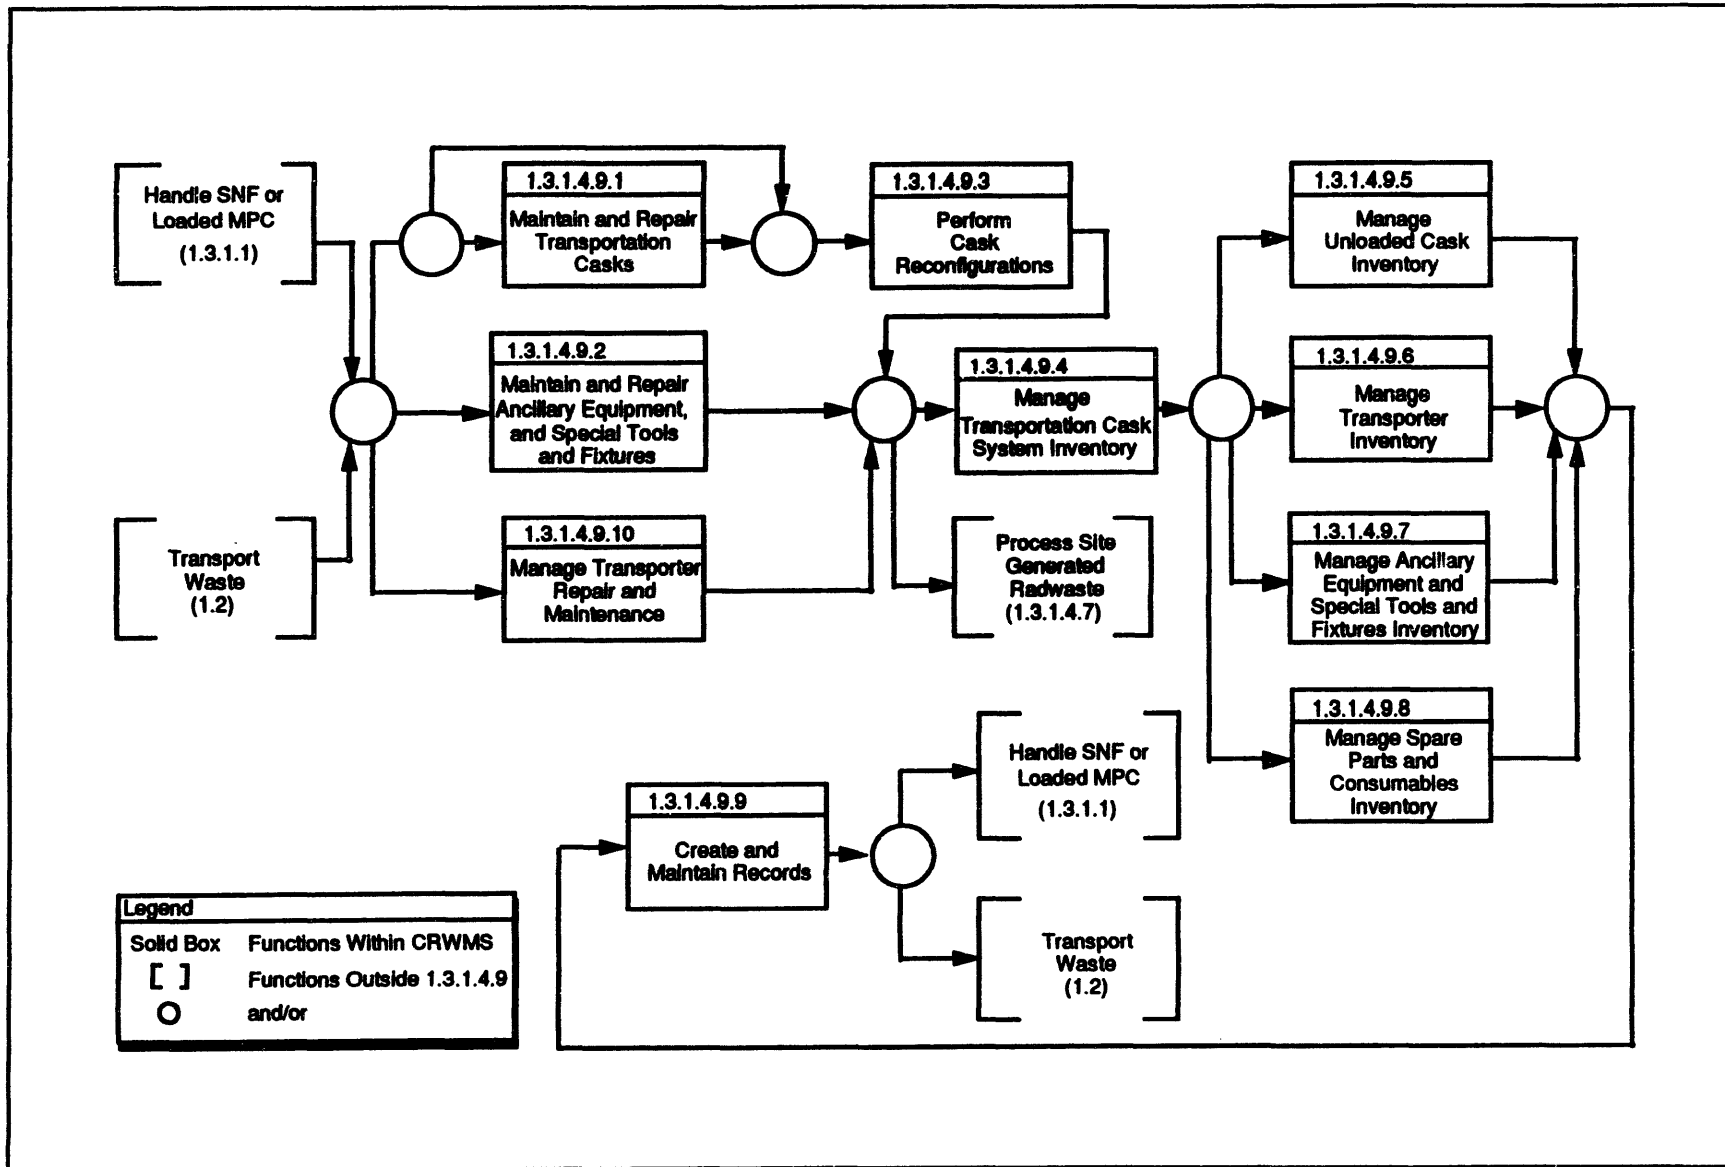 Handle SNF or
Loaded MPC
(1.3.1.1)
1.3.1.4.9.1
Maintain and Repair
Transportation
Casks
1.3.1.4.9.3
Perform
Cask
Reconfigurations
1.3.1.4.9.5
Manage
Unloaded Cask
Inventory
1.3.1.4.9.2
Maintain and Repair
Ancillary Equipment,
and Special Tools
and Fixtures
1.3.1.4.9.4
Manage
Transportation Cask
System Inventory
1.3.1.4.9.6
Manage
Transporter
Inventory
Transport
Waste
(1.2)
1.3.1.4.9.10
Manage Transporter
Repair and
Maintenance
Process Site
Generated
Radwaste
(1.3.1.4.7)
1.3.1.4.9.7
Manage Ancillary
Equipment and
Special Tools and
Fixtures Inventory
1.3.1.4.9.8
Manage Spare
Parts and
Consumables
Inventory
1.3.1.4.9.9
Create and
Maintain Records
Handle SNF or
Loaded MPC
(1.3.1.1)
Transport
Waste
(1.2)
Legend
Solid Box Functions Within CRWMS
[ ] Functions Outside 1.3.1.4.9
O and/or